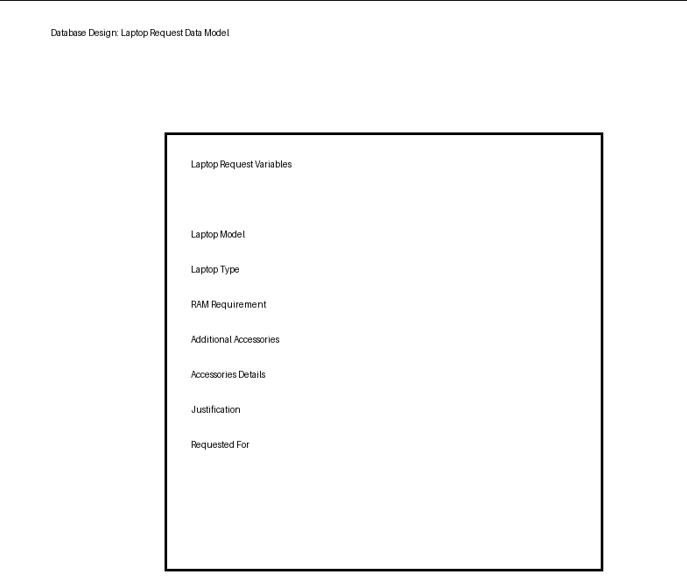 Database Design: Laptop Request Data Model
Laptop Request Variables
Laptop Model
Laptop Type
RAM Requirement
Additional Accessories
Accessories Details
Justification
Requested For